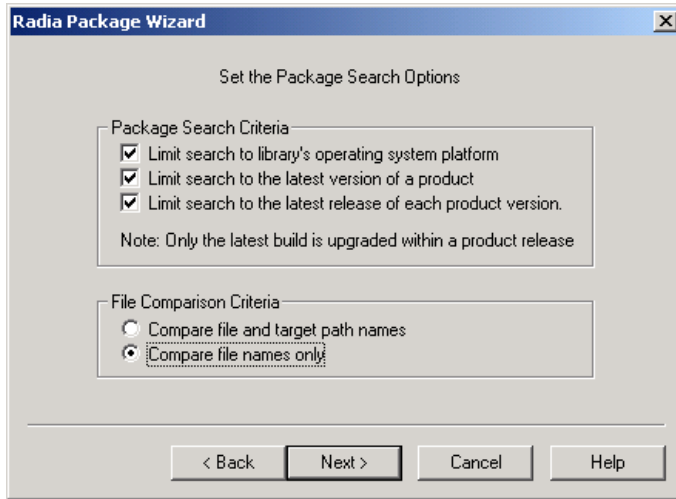 Radia Package Wizard
Set the Package Search Options
Package Search Criteria
Limit search to library's operating system platform
Limit search to the latest version of a product
Limit search to the latest release of each product version.
Note: Only the latest build is upgraded within a product release
File Comparison Criteria
Compare file and target path names
Compare file names only
< Back Next > Cancel Help